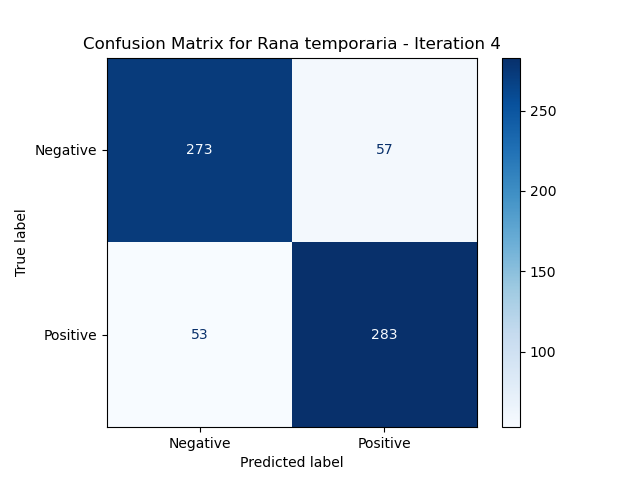 Confusion Matrix for Rana temporaria - Iteration 4
Negative
273
57
Positive
53
283
True label
Negative
Positive
Predicted label
250
200
150
100